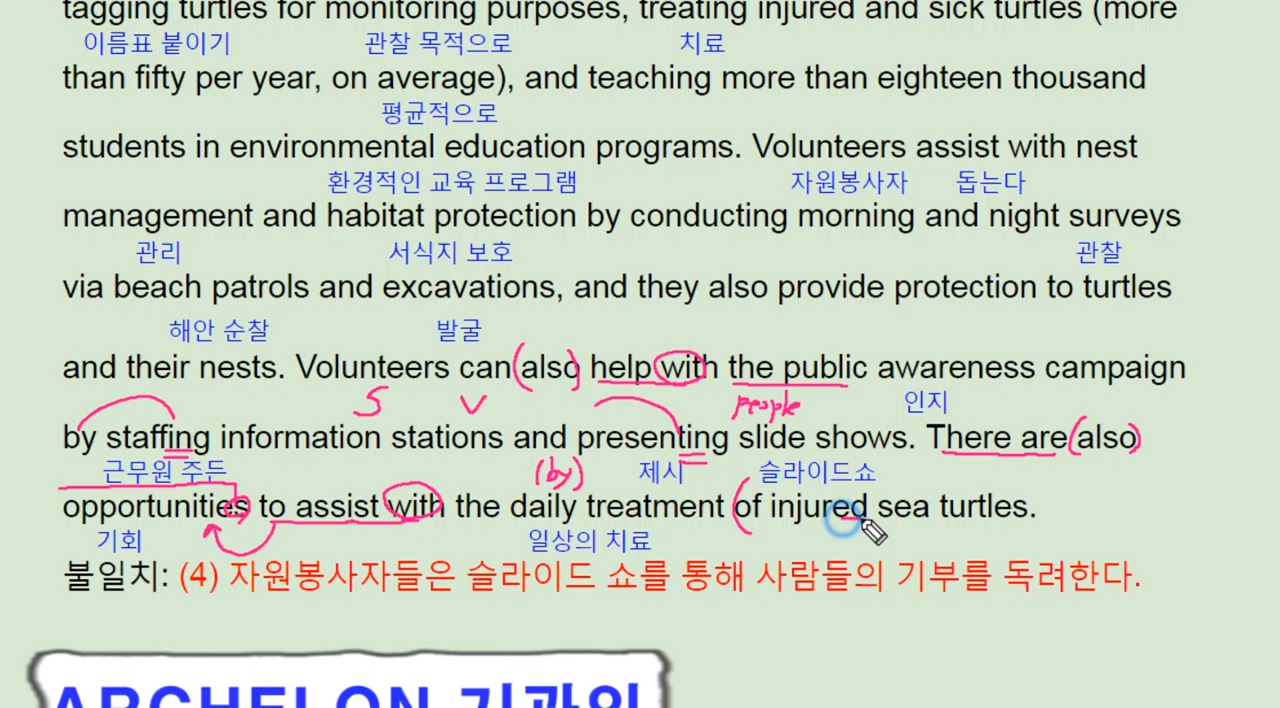 tagging turtles for monitoring purposes, treating injured and sick turtles (more
이름표 붙이기 관찰 목적으로 치료
than fifty per year, on average), and teaching more than eighteen thousand
평균적으로
students in environmental education programs. Volunteers assist with nest
환경적인 교육 프로그램 자원봉사자 돕는다
management and habitat protection by conducting morning and night surveys
관리 서식지 보호 관찰
via beach patrols and excavations, and they also provide protection to turtles
해안 순찰 발굴
and their nests. Volunteers can (also) help with the public awareness campaign
S V people 인지
by staffing information stations and presenting slide shows. There are (also)
근무원 주든 (by) 제시 슬라이드쇼
opportunities to assist with the daily treatment (of injured sea turtles.
기회 일상의 치료
불일치: (4) 자원봉사자들은 슬라이드 쇼를 통해 사람들의 기부를 독려한다.
ARCHELON 기관의